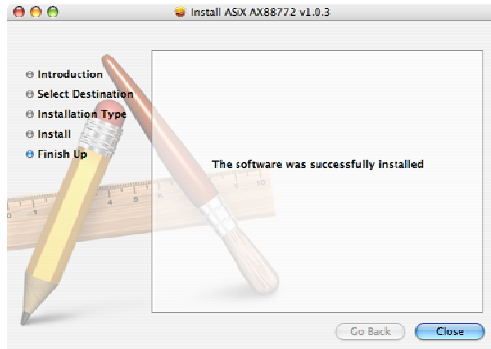 Install ASIX AX88772 v1.0.3
Introduction
Select Destination
Installation Type
Install
Finish Up
The software was successfully installed
Go Back
Close